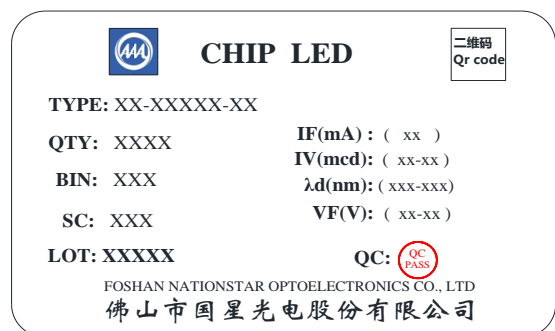 AAA
CHIP LED
二维码
Qr code
TYPE: XX-XXXXX-XX
QTY: XXXX
IF(mA) : ( xx )
IV(mcd): ( xx-xx )
BIN: XXX
λd(nm): ( xxx-xxx)
SC: XXX
VF(V): ( xx-xx )
LOT: XXXXX
QC: QC
PASS
FOSHAN NATIONSTAR OPTOELECTRONICS CO., LTD
佛山市国星光电股份有限公司